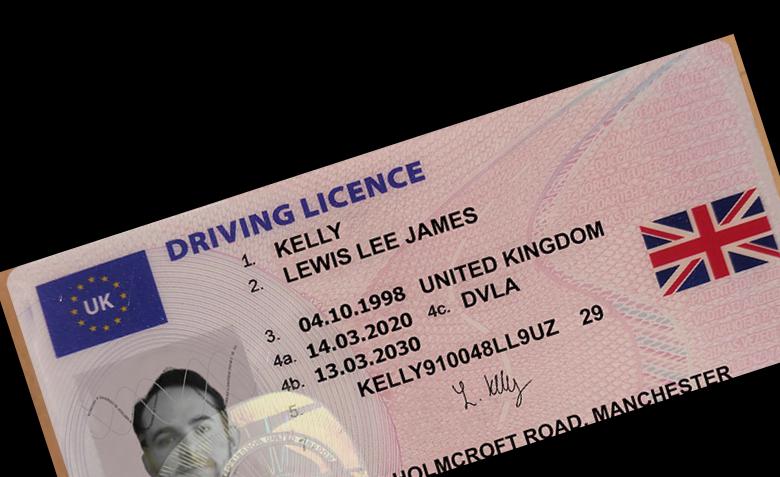 DRIVING LICENCE
UK
1. KELLY
2. LEWIS LEE JAMES
3. 04.10.1998 UNITED KINGDOM
4a. 14.03.2020 4c. DVLA
4b. 13.03.2030
5. KELLY910048LL9UZ 29
L. Kelly
HOLMCROFT ROAD, MANCHESTER